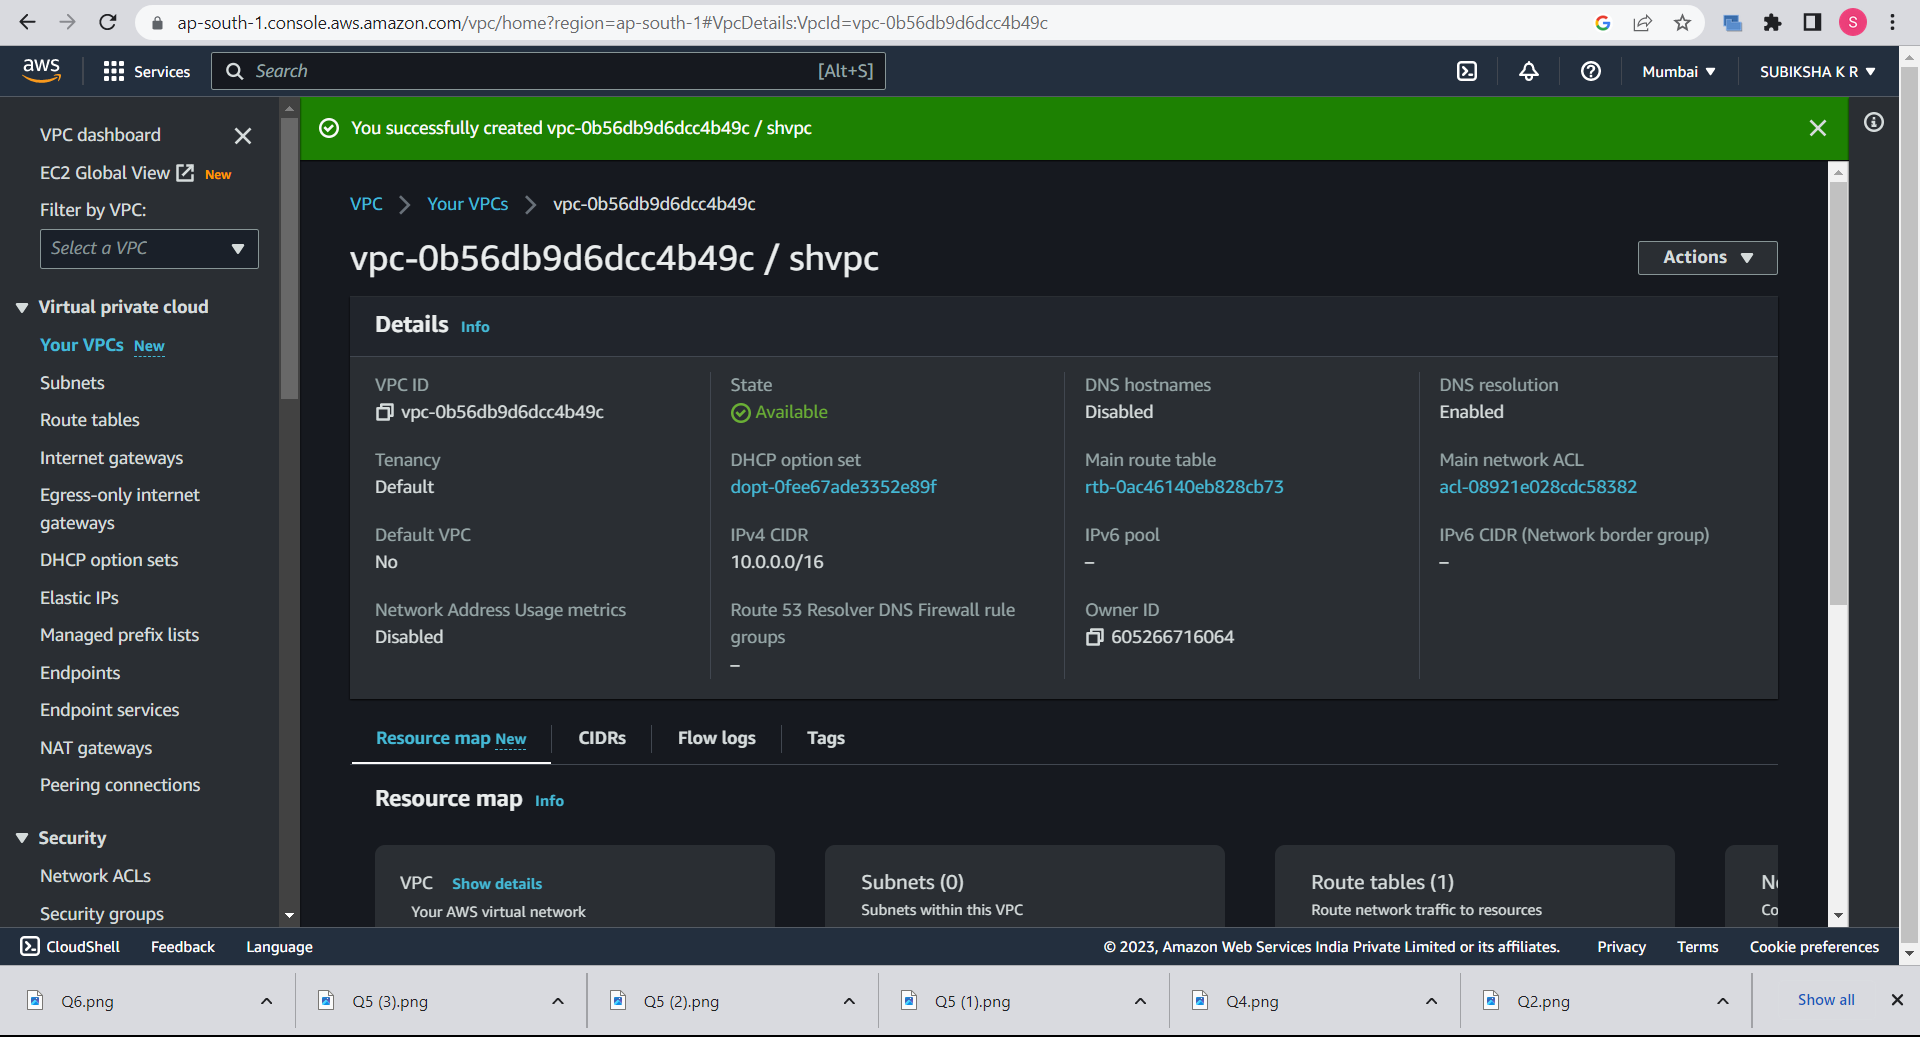 ap-south-1.console.aws.amazon.com/vpc/home?region=ap-south-1#VpcDetails:VpcId=vpc-0b56db9d6dcc4b49c
S
aws
Services
Search
[Alt+S]
Mumbai
SUBIKSHA K R
VPC dashboard
EC2 Global View New
Filter by VPC:
Select a VPC
Virtual private cloud
Your VPCs New
Subnets
Route tables
Internet gateways
Egress-only internet
gateways
DHCP option sets
Elastic IPs
Managed prefix lists
Endpoints
Endpoint services
NAT gateways
Peering connections
Security
Network ACLs
Security groups
You successfully created vpc-0b56db9d6dcc4b49c / shvpc
VPC
Your VPCs
vpc-0b56db9d6dcc4b49c
vpc-0b56db9d6dcc4b49c / shvpc
Actions
Details Info
VPC ID
vpc-0b56db9d6dcc4b49c
State
Available
DNS hostnames
Disabled
DNS resolution
Enabled
Tenancy
Default
DHCP option set
dopt-0fee67ade3352e89f
Main route table
rtb-0ac46140eb828cb73
Main network ACL
acl-08921e028cdc58382
Default VPC
No
IPv4 CIDR
10.0.0.0/16
IPv6 pool
–
IPv6 CIDR (Network border group)
–
Network Address Usage metrics
Disabled
Route 53 Resolver DNS Firewall rule
groups
–
Owner ID
605266716064
Resource map New
CIDRs
Flow logs
Tags
Resource map Info
VPC Show details
Your AWS virtual network
Subnets (0)
Subnets within this VPC
Route tables (1)
Route network traffic to resources
Co
CloudShell
Feedback
Language
© 2023, Amazon Web Services India Private Limited or its affiliates.
Privacy
Terms
Cookie preferences
Q6.png
Q5 (3).png
Q5 (2).png
Q5 (1).png
Q4.png
Q2.png
Show all